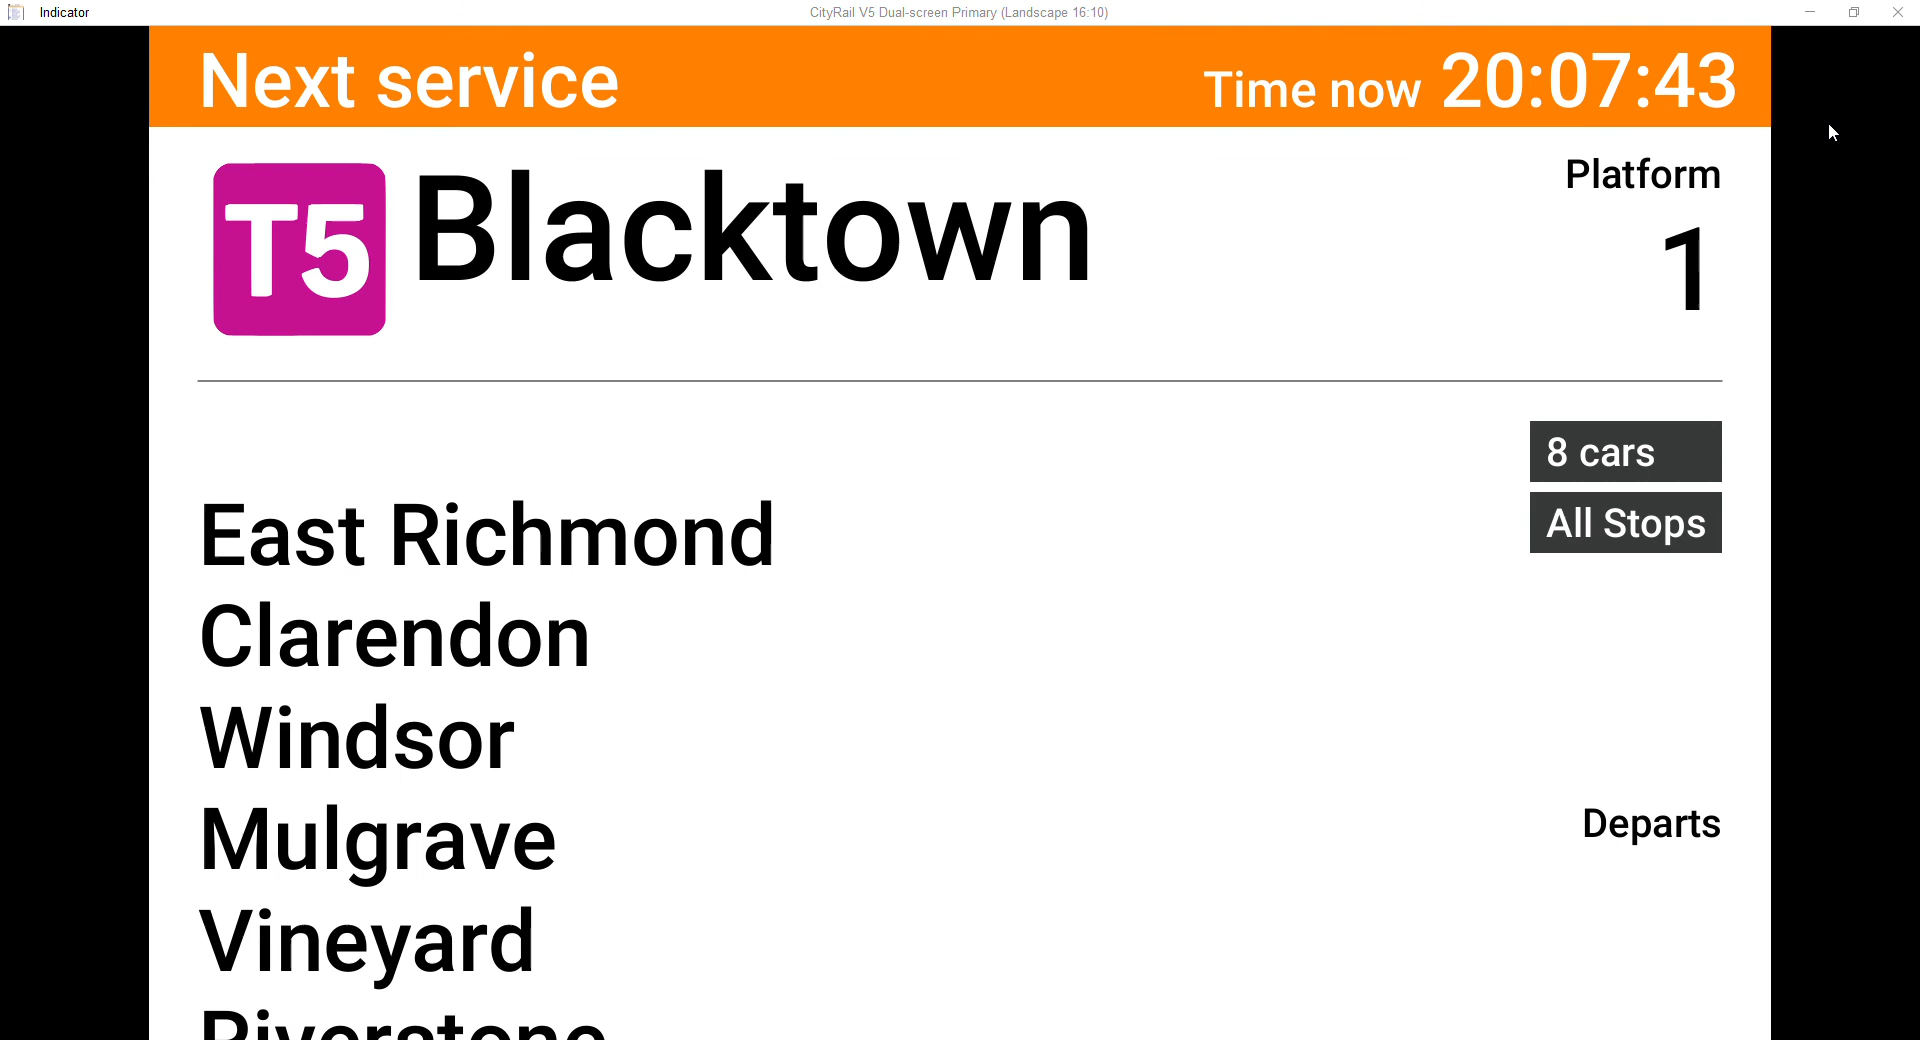 Indicator
CityRail V5 Dual-screen Primary (Landscape 16:10)
Next service
Time now 20:07:43
T5 Blacktown
Platform
1
8 cars
All Stops
East Richmond
Clarendon
Windsor
Mulgrave
Departs
Vineyard
Riverstone